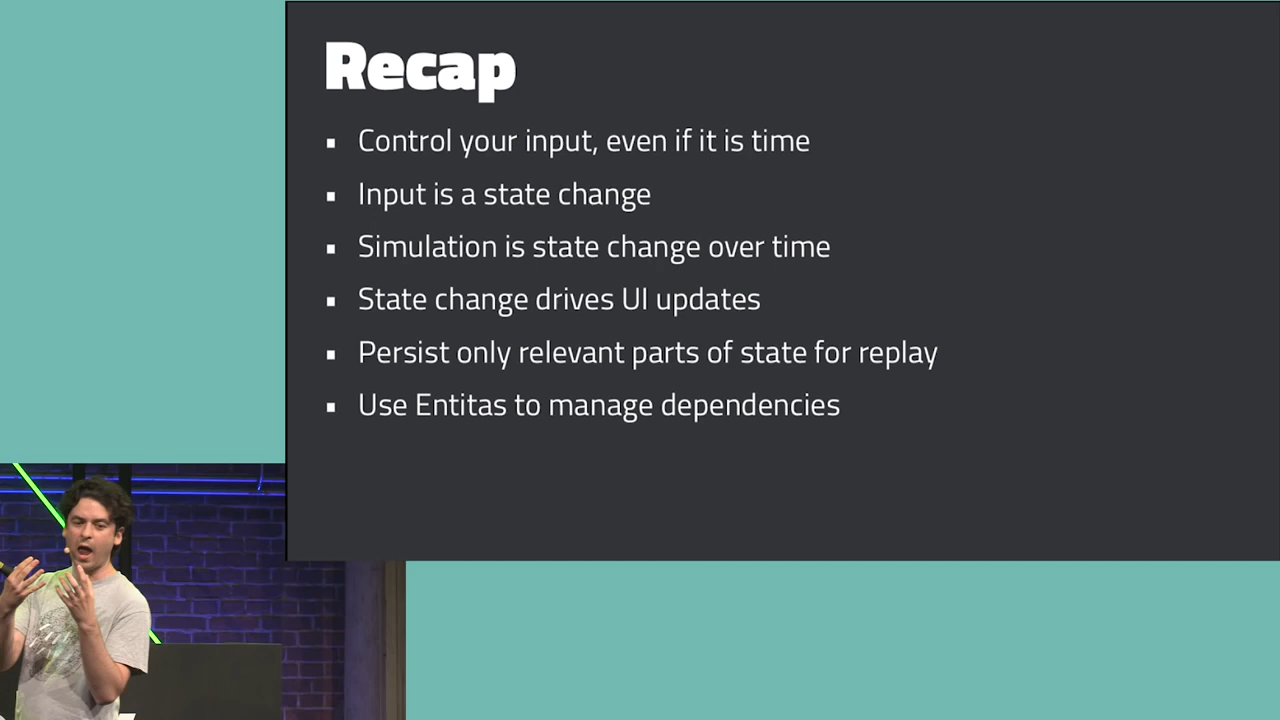 Recap
▪ Control your input, even if it is time
▪ Input is a state change
▪ Simulation is state change over time
▪ State change drives UI updates
▪ Persist only relevant parts of state for replay
▪ Use Entitas to manage dependencies